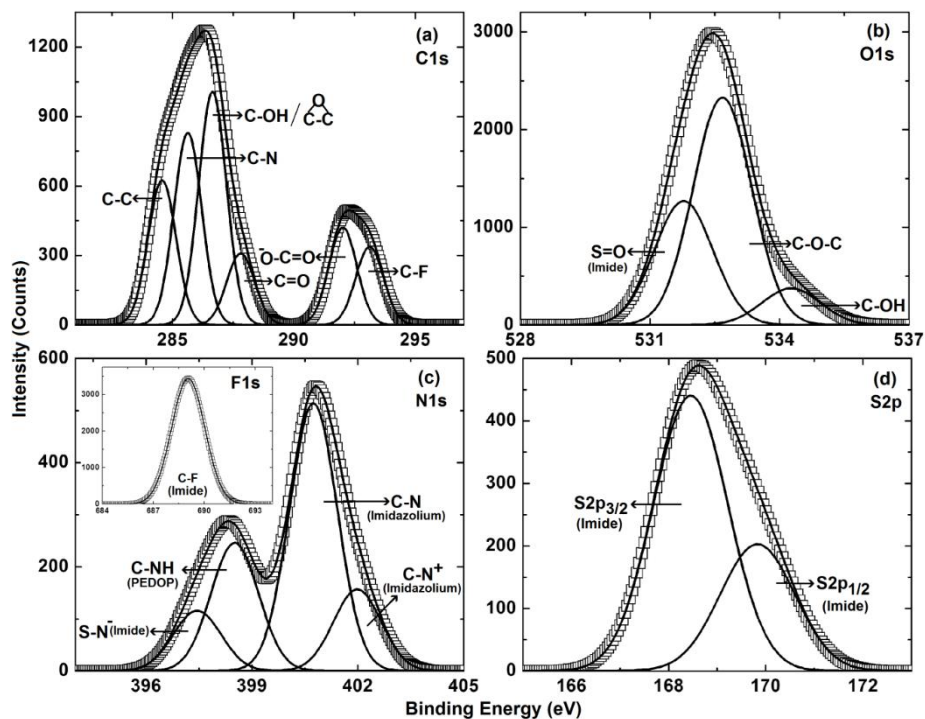 Intensity (Counts)
Binding Energy (eV)
(a)
C1s
C-OH/
O
C-C
C-N
C-C
⁻O-C=O
C=O
C-F
1200
900
600
300
0
285
290
295
(b)
O1s
S=O
(Imide)
C-O-C
C-OH
3000
2000
1000
0
528
531
534
537
(c)
N1s
F1s
C-F
(Imide)
3000
2000
1000
0
684
687
690
693
C-N
(Imidazolium)
C-NH
(PEDOP)
C-N⁺
(Imidazolium)
S-N⁻(Imide)
600
400
200
0
396
399
402
405
(d)
S2p
S2p3/2
(Imide)
S2p1/2
(Imide)
500
400
300
200
100
0
166
168
170
172